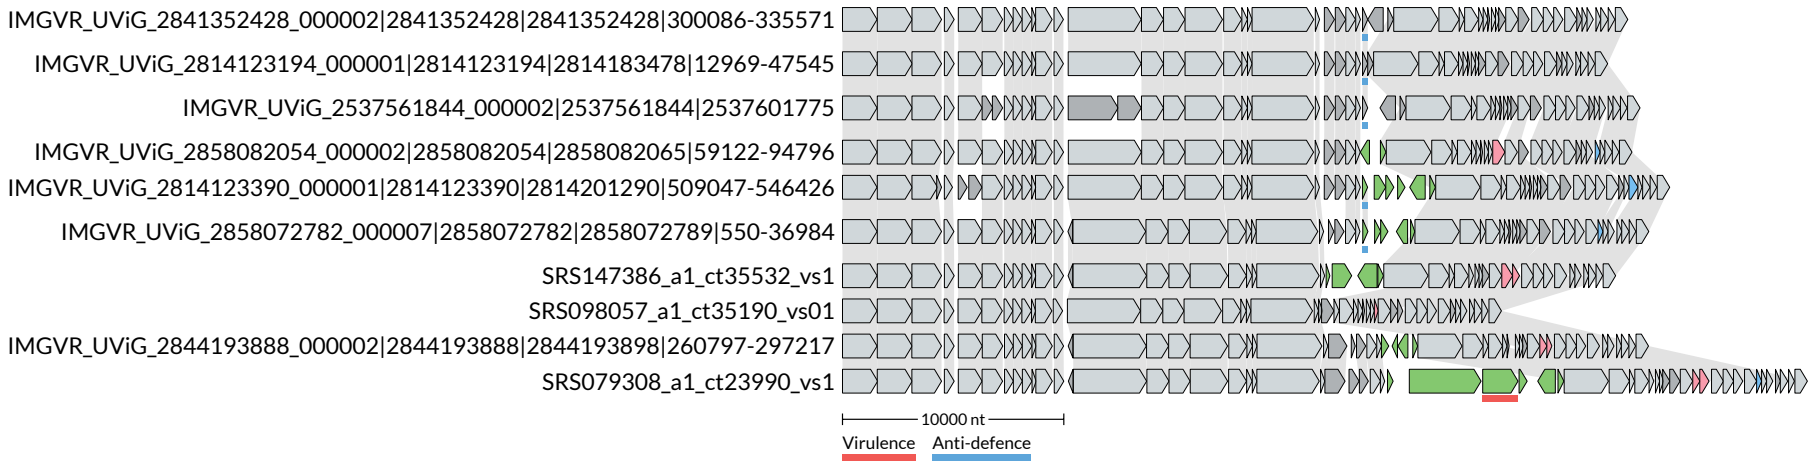 IMGVR_UViG_2841352428_000002|2841352428|2841352428|300086-335571
IMGVR_UViG_2814123194_000001|2814123194|2814183478|12969-47545
IMGVR_UViG_2537561844_000002|2537561844|2537601775
IMGVR_UViG_2858082054_000002|2858082054|2858082065|59122-94796
IMGVR_UViG_2814123390_000001|2814123390|2814201290|509047-546426
IMGVR_UViG_2858072782_000007|2858072782|2858072789|550-36984
SRS147386_a1_ct35532_vs1
SRS098057_a1_ct35190_vs01
IMGVR_UViG_2844193888_000002|2844193888|2844193898|260797-297217
SRS079308_a1_ct23990_vs1
10000 nt
Virulence Anti-defence